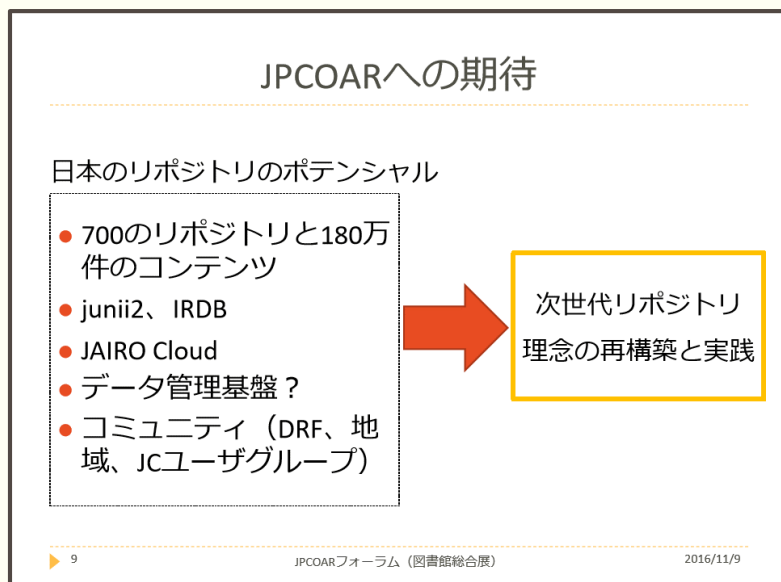 JPCOARへの期待
日本のリポジトリのポテンシャル
● 700のリポジトリと180万
件のコンテンツ
● junii2、IRDB
● JAIRO Cloud
● データ管理基盤？
● コミュニティ（DRF、地
域、JCユーザグループ）
次世代リポジトリ
理念の再構築と実践
9
JPCOARフォーラム（図書館総合展）
2016/11/9